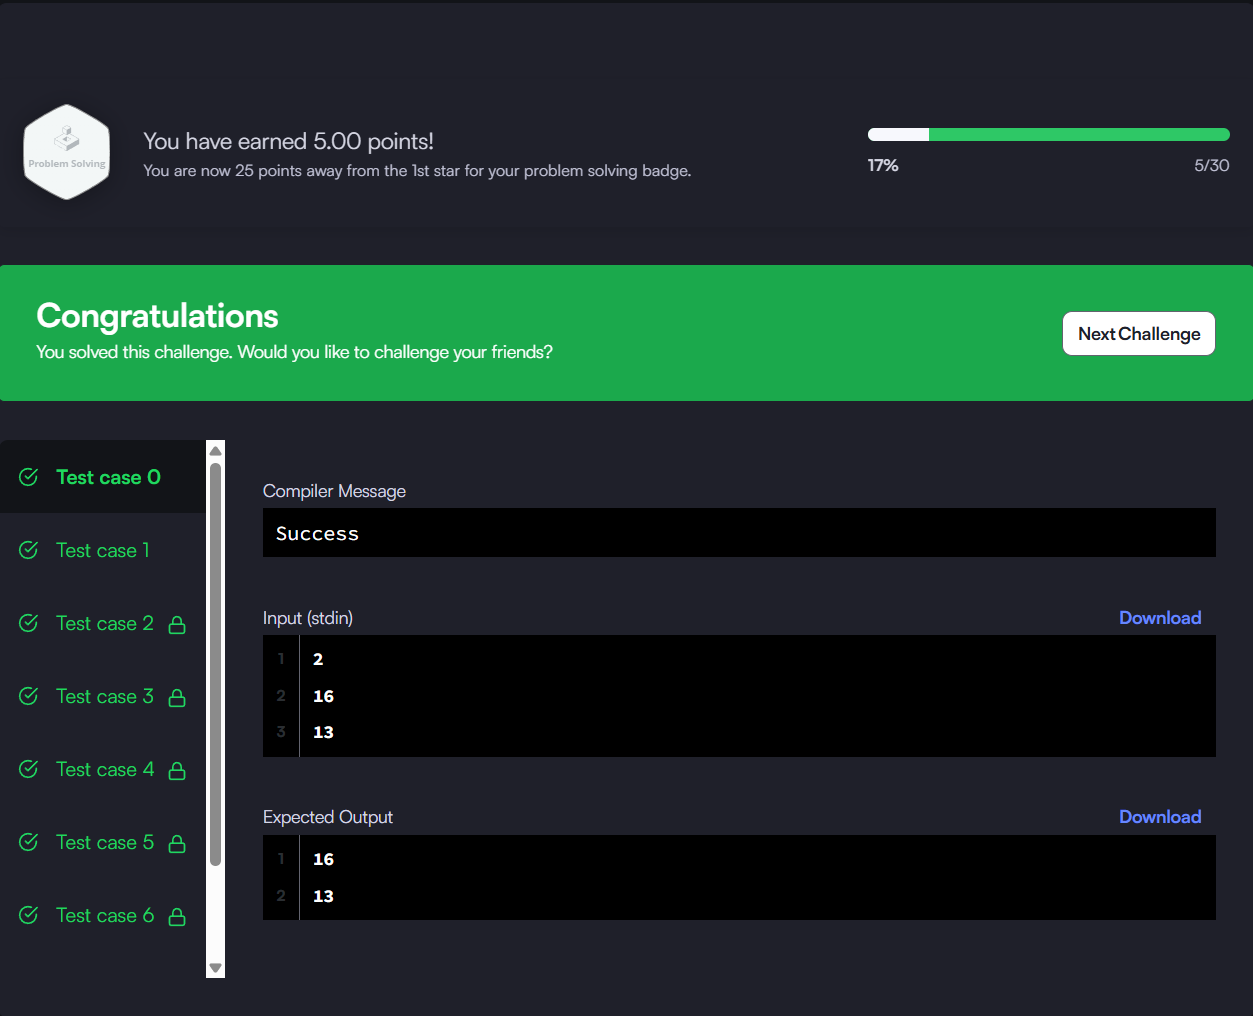 Problem Solving
You have earned 5.00 points!
You are now 25 points away from the 1st star for your problem solving badge.
17%
5/30
Congratulations
You solved this challenge. Would you like to challenge your friends?
Next Challenge
Test case 0
Test case 1
Test case 2
Test case 3
Test case 4
Test case 5
Test case 6
Compiler Message
Success
Input (stdin)
Download
1 2
2 16
3 13
Expected Output
Download
1 16
2 13